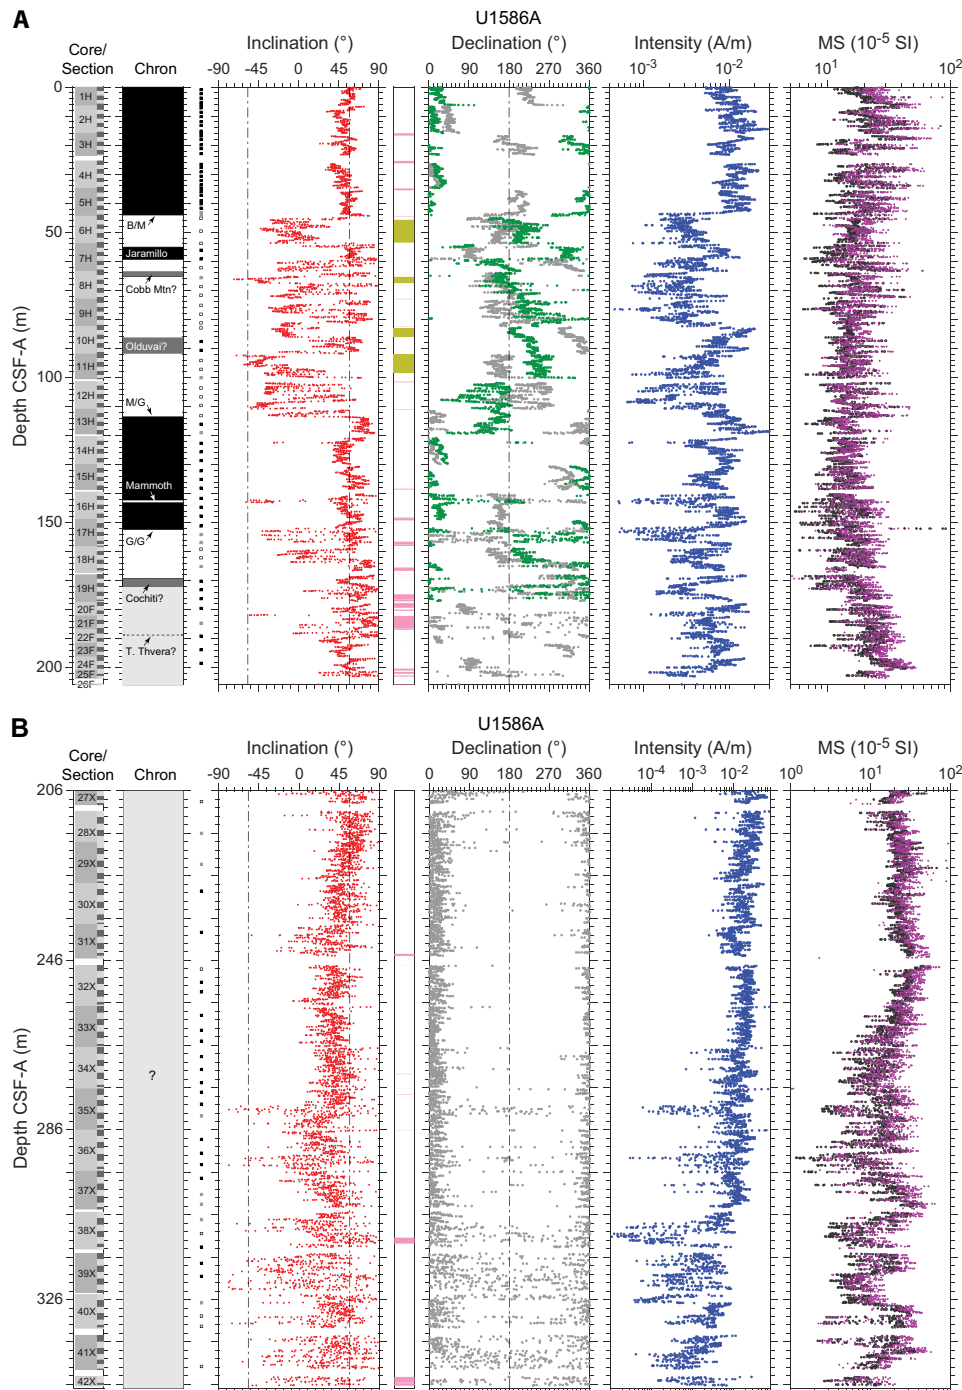 A
U1586A
Core/
Section
Chron
Inclination (°)
Declination (°)
Intensity (A/m)
MS (10-5 SI)
-90 -45 0 45 90
0 90 180 270 360
10-3 10-2
101 102
Depth CSF-A (m)
0
50
100
150
200
1H
2H
3H
4H
5H
6H
7H
8H
9H
10H
11H
12H
13H
14H
15H
16H
17H
18H
19H
20F
21F
22F
23F
24F
25F
26F
B/M
Jaramillo
Cobb Mtn?
Olduvai?
M/G
Mammoth
G/G
Cochiti?
T. Thvera?
B
U1586A
Core/
Section
Chron
Inclination (°)
Declination (°)
Intensity (A/m)
MS (10-5 SI)
-90 -45 0 45 90
0 90 180 270 360
10-4 10-3 10-2
100 101 102
Depth CSF-A (m)
206
246
286
326
27X
28X
29X
30X
31X
32X
33X
34X
35X
36X
37X
38X
39X
40X
41X
42X
?